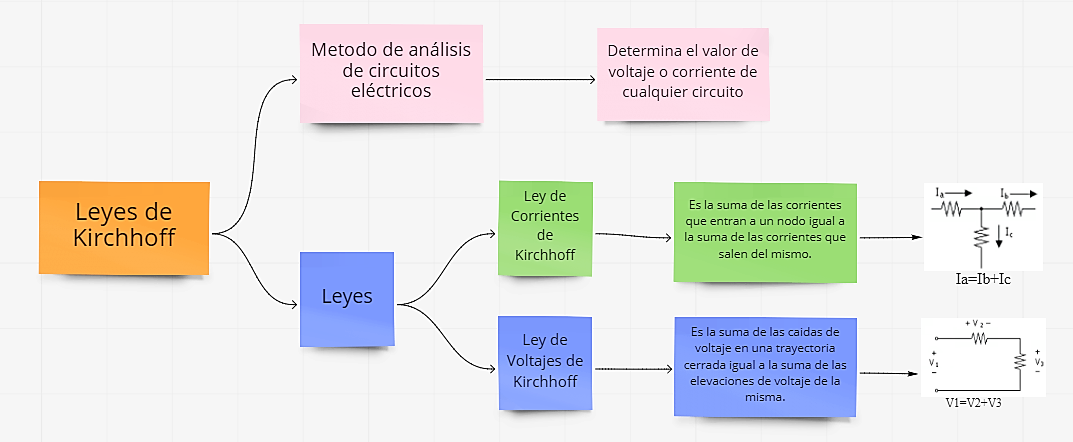 Metodo de análisis
de circuitos
eléctricos
Determina el valor de
voltaje o corriente de
cualquier circuito
Leyes de
Kirchhoff
Leyes
Ley de
Corrientes
de
Kirchhoff
Es la suma de las corrientes
que entran a un nodo igual a
la suma de las corrientes que
salen del mismo.
Ia
Ib
Ic
Ia=Ib+Ic
Ley de
Voltajes de
Kirchhoff
Es la suma de las caidas de
voltaje en una trayectoria
cerrada igual a la suma de las
elevaciones de voltaje de la
misma.
+ V2 -
+
V1
-
+
V3
-
V1=V2+V3